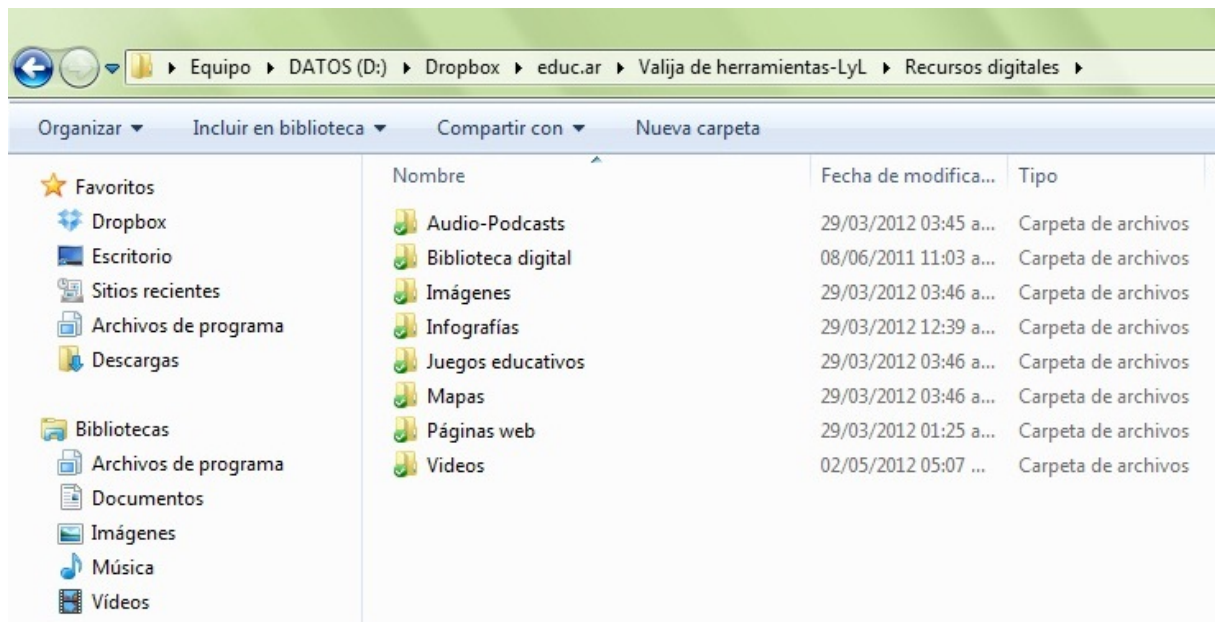 Equipo DATOS (D:) Dropbox educ.ar Valija de herramientas-LyL Recursos digitales
Organizar Incluir en biblioteca Compartir con Nueva carpeta
Favoritos
Dropbox
Escritorio
Sitios recientes
Archivos de programa
Descargas
Bibliotecas
Archivos de programa
Documentos
Imágenes
Música
Vídeos
Nombre Fecha de modifica... Tipo
Audio-Podcasts 29/03/2012 03:45 a... Carpeta de archivos
Biblioteca digital 08/06/2011 11:03 a... Carpeta de archivos
Imágenes 29/03/2012 03:46 a... Carpeta de archivos
Infografías 29/03/2012 12:39 a... Carpeta de archivos
Juegos educativos 29/03/2012 03:46 a... Carpeta de archivos
Mapas 29/03/2012 03:46 a... Carpeta de archivos
Páginas web 29/03/2012 01:25 a... Carpeta de archivos
Videos 02/05/2012 05:07 ... Carpeta de archivos